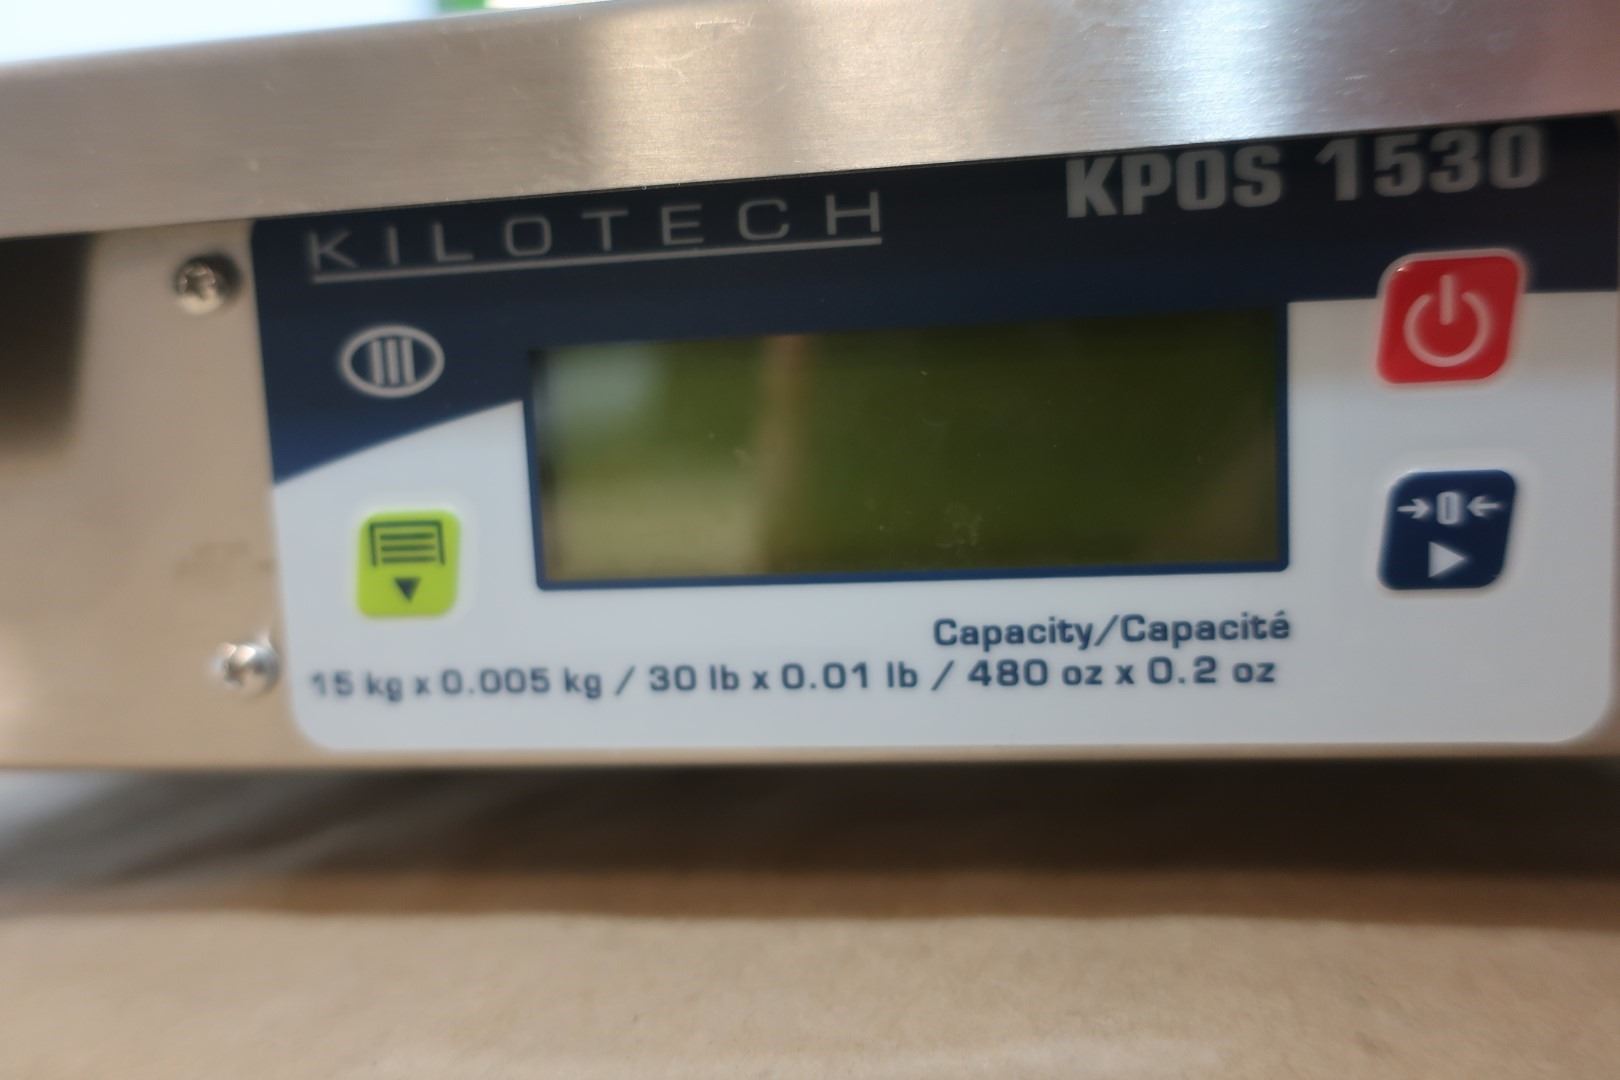 KILOTECH
KPOS 1530
→0←
Capacity/Capacité
15 kg x 0.005 kg / 30 lb x 0.01 lb / 480 oz x 0.2 oz